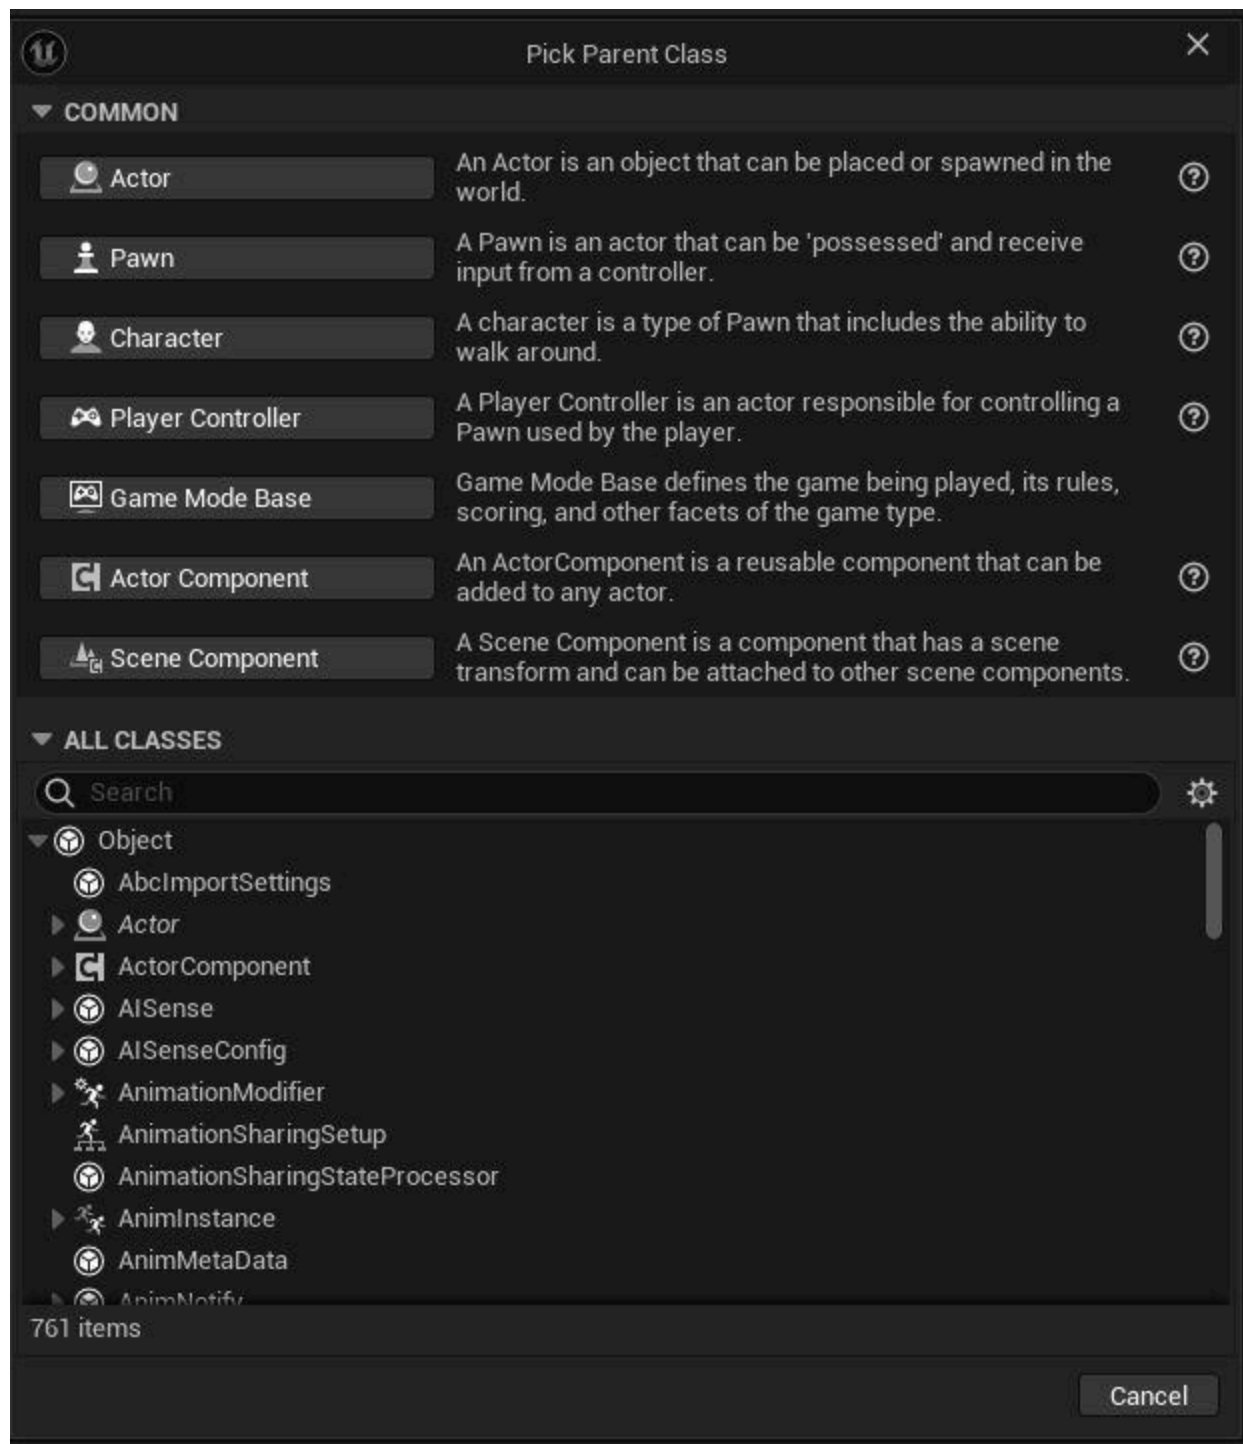 Pick Parent Class
COMMON
Actor
An Actor is an object that can be placed or spawned in the
world.
Pawn
A Pawn is an actor that can be 'possessed' and receive
input from a controller.
Character
A character is a type of Pawn that includes the ability to
walk around.
Player Controller
A Player Controller is an actor responsible for controlling a
Pawn used by the player.
Game Mode Base
Game Mode Base defines the game being played, its rules,
scoring, and other facets of the game type.
Actor Component
An ActorComponent is a reusable component that can be
added to any actor.
Scene Component
A Scene Component is a component that has a scene
transform and can be attached to other scene components.
ALL CLASSES
Search
Object
AbcImportSettings
Actor
ActorComponent
AISense
AISenseConfig
AnimationModifier
AnimationSharingSetup
AnimationSharingStateProcessor
AnimInstance
AnimMetaData
AnimNotify
761 items
Cancel